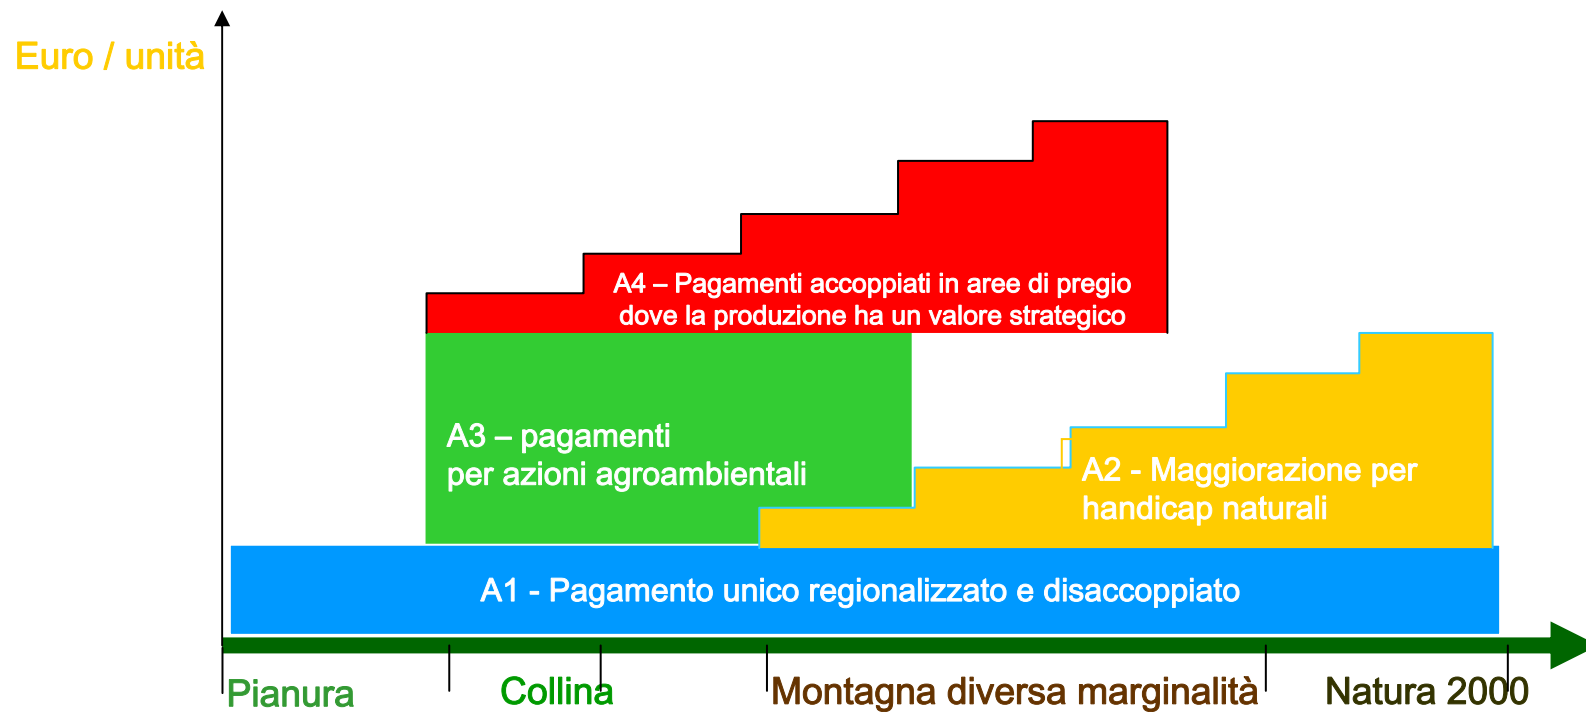 Euro / unità
A4 – Pagamenti accoppiati in aree di pregio
dove la produzione ha un valore strategico
A3 – pagamenti
per azioni agroambientali
A2 - Maggiorazione per
handicap naturali
A1 - Pagamento unico regionalizzato e disaccoppiato
Pianura
Collina
Montagna diversa marginalità
Natura 2000